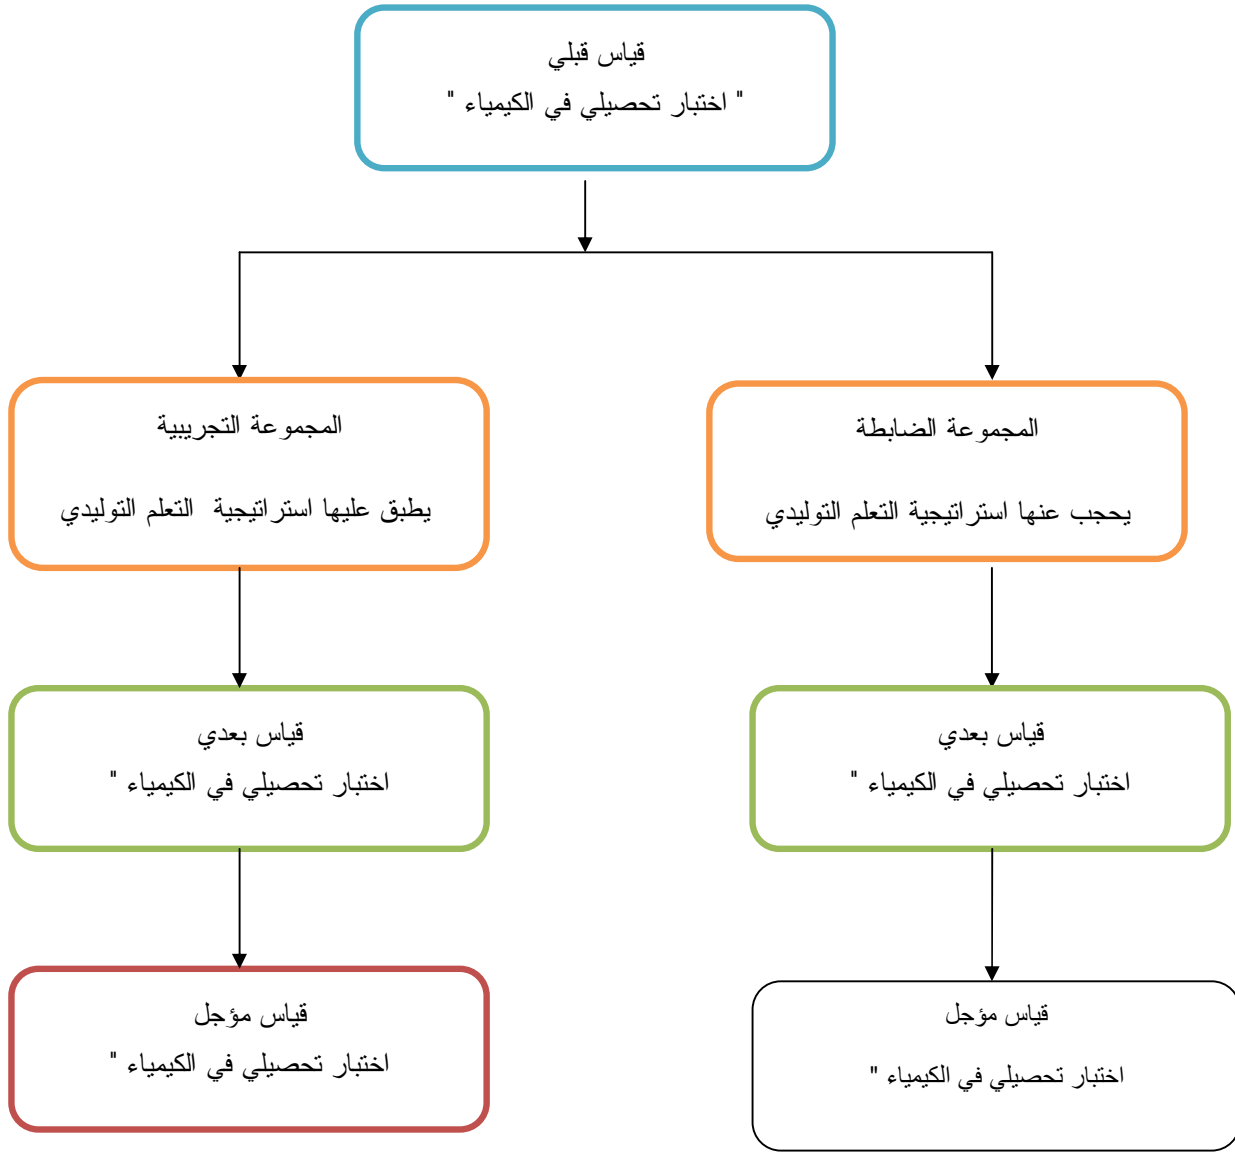 قياس قبلي
" اختبار تحصيلي في الكيمياء "
المجموعة الضابطة
يحجب عنها استراتيجية التعلم التوليدي
المجموعة التجريبية
يطبق عليها استراتيجية التعلم التوليدي
قياس بعدي
اختبار تحصيلي في الكيمياء "
قياس بعدي
اختبار تحصيلي في الكيمياء "
قياس مؤجل
اختبار تحصيلي في الكيمياء "
قياس مؤجل
اختبار تحصيلي في الكيمياء "